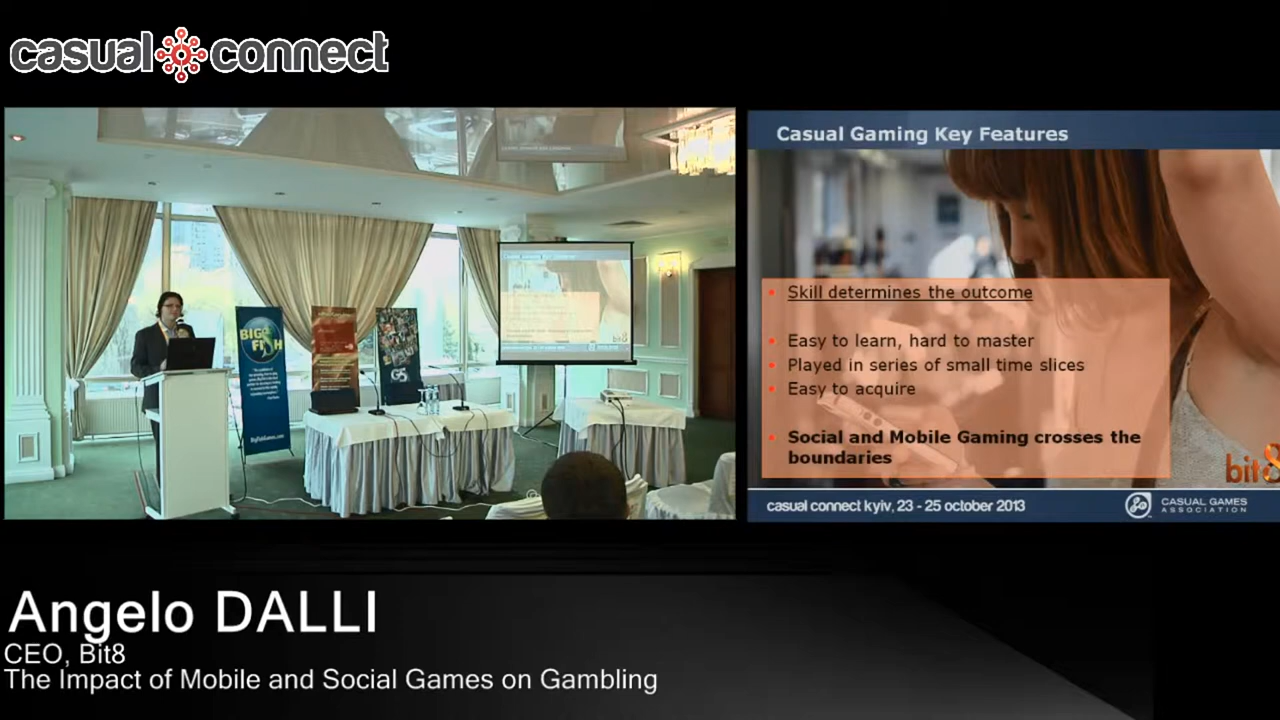 casual connect
Casual Gaming Key Features
Skill determines the outcome
Easy to learn, hard to master
Played in series of small time slices
Easy to acquire
Social and Mobile Gaming crosses the
boundaries
bit8
casual connect kyiv, 23 - 25 october 2013
CASUAL GAMES
ASSOCIATION
BIG
FISH
BigFishGames.com
G5
bit8
Angelo DALLI
CEO, Bit8
The Impact of Mobile and Social Games on Gambling